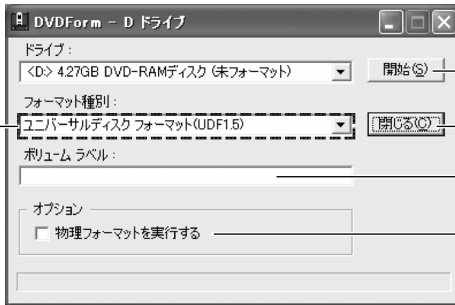 DVDForm - D ドライブ
ドライブ :
<D:> 4.27GB DVD-RAMディスク (未フォーマット)
開始(S)
フォーマット種別 :
ユニバーサルディスク フォーマット(UDF1.5)
閉じる(C)
ボリューム ラベル :
オプション
物理フォーマットを実行する